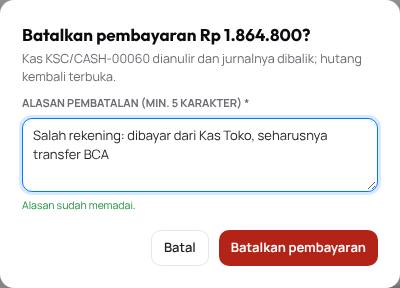 Batalkan pembayaran Rp 1.864.800?
Kas KSC/CASH-00060 dianulir dan jurnalnya dibalik; hutang
kembali terbuka.
ALASAN PEMBATALAN (MIN. 5 KARAKTER) *
Salah rekening: dibayar dari Kas Toko, seharusnya
transfer BCA
Alasan sudah memadai.
Batal
Batalkan pembayaran